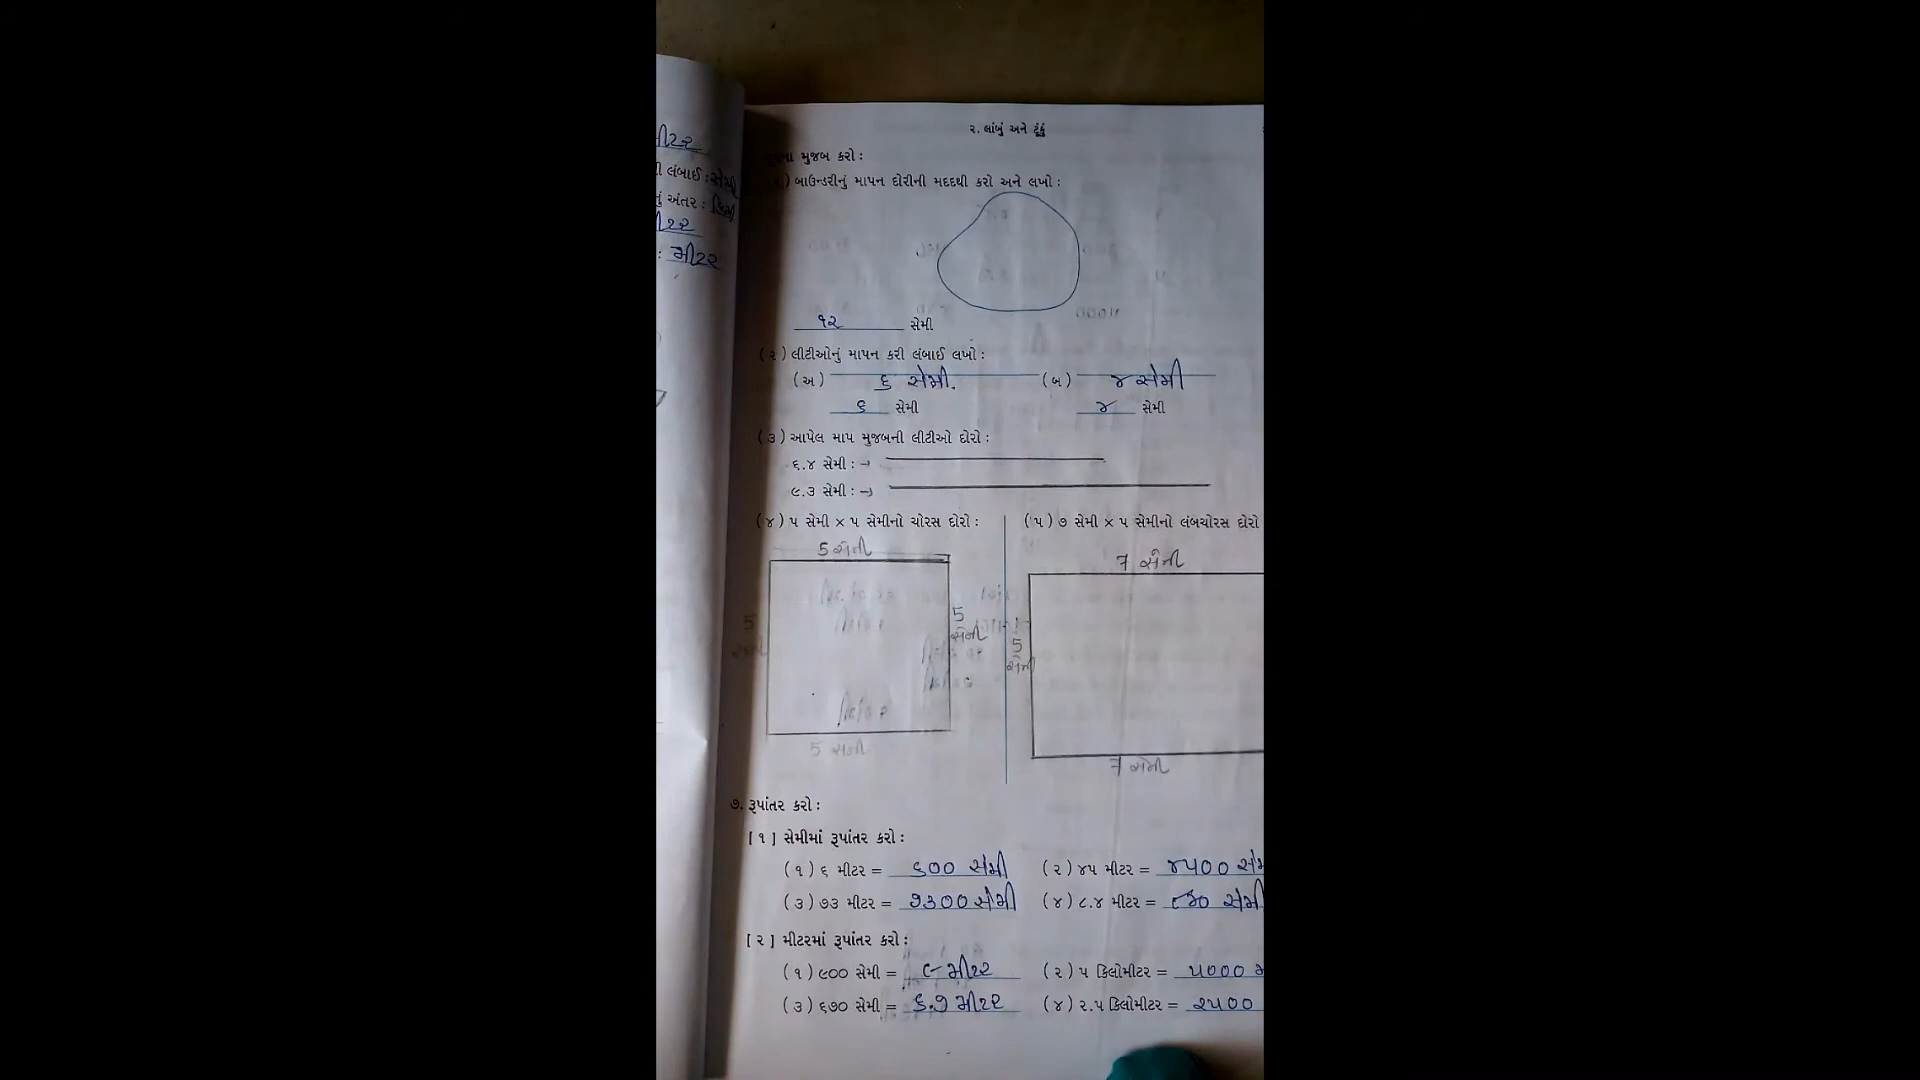 મીટર
લંબાઈ : સેમી
અંતર :
મીટર
: મીટર
૨. લાંબું અને ટૂંકું
મુજબ કરો :
બાઉન્ડરીનું માપન દોરીની મદદથી કરો અને લખો :
૧૨ સેમી
(૨) લીટીઓનું માપન કરી લંબાઈ લખો :
(અ) ૬ સેમી. (બ) ૪ સેમી
૬ સેમી ૪ સેમી
(૩) આપેલ માપ મુજબની લીટીઓ દોરો :
૬.૪ સેમી : →
૯.૩ સેમી : →
(૪) ૫ સેમી × ૫ સેમીનો ચોરસ દોરો : (૫) ૭ સેમી × ૫ સેમીનો લંબચોરસ દોરો
5 સેમી 7 સેમી
5 સેમી 5 સેમી 5 સેમી
5 સેમી 7 સેમી
૭. રૂપાંતર કરો :
[૧] સેમીમાં રૂપાંતર કરો :
(૧) ૬ મીટર = ૬૦૦ સેમી (૨) ૪૫ મીટર = ૪૫૦૦ સેમી
(૩) ૭૩ મીટર = ૭૩૦૦ સેમી (૪) ૮.૪ મીટર = ૮૪૦ સેમી
[૨] મીટરમાં રૂપાંતર કરો :
(૧) ૯૦૦ સેમી = ૯ મીટર (૨) ૫ કિલોમીટર = ૫૦૦૦
(૩) ૬૭૦ સેમી = ૬.૭ મીટર (૪) ૨.૫ કિલોમીટર = ૨૫૦૦